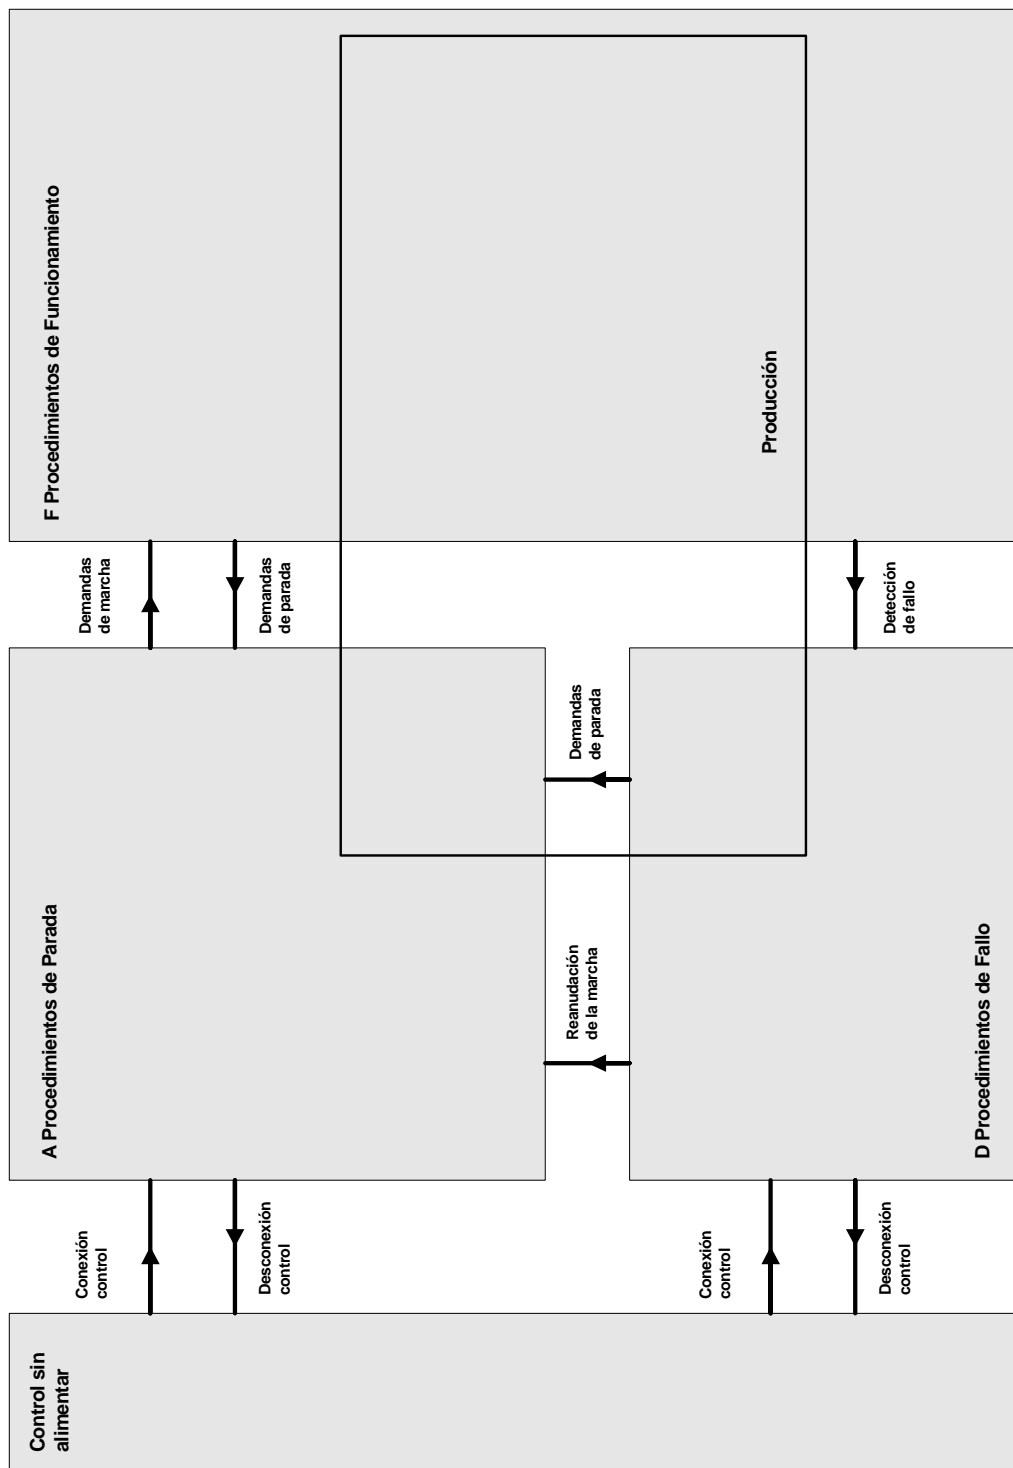 Control sin
alimentar
Conexión
control
Desconexión
control
Conexión
control
Desconexión
control
A Procedimientos de Parada
Reanudación
de la marcha
Demandas
de parada
D Procedimientos de Fallo
Demandas
de marcha
Demandas
de parada
Detección
de fallo
F Procedimientos de Funcionamiento
Producción